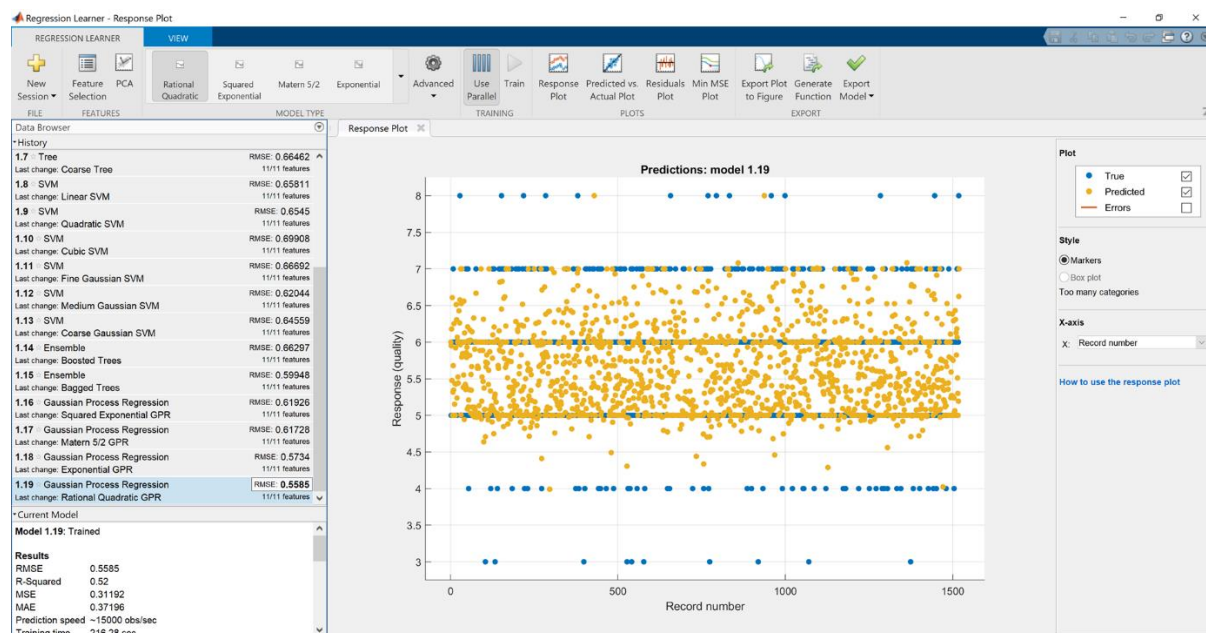 Regression Learner - Response Plot
REGRESSION LEARNER VIEW
New Session
Feature Selection
PCA
Rational Quadratic
Squared Exponential
Matern 5/2
Exponential
Advanced
Use Parallel
Train
Response Plot
Predicted vs. Actual Plot
Residuals Plot
Min MSE Plot
Export Plot to Figure
Generate Function
Export Model
FILE FEATURES MODEL TYPE TRAINING PLOTS EXPORT
Data Browser
History
1.7 Tree RMSE: 0.66462
Last change: Coarse Tree 11/11 features
1.8 SVM RMSE: 0.65811
Last change: Linear SVM 11/11 features
1.9 SVM RMSE: 0.6545
Last change: Quadratic SVM 11/11 features
1.10 SVM RMSE: 0.69908
Last change: Cubic SVM 11/11 features
1.11 SVM RMSE: 0.66692
Last change: Fine Gaussian SVM 11/11 features
1.12 SVM RMSE: 0.62044
Last change: Medium Gaussian SVM 11/11 features
1.13 SVM RMSE: 0.64559
Last change: Coarse Gaussian SVM 11/11 features
1.14 Ensemble RMSE: 0.66297
Last change: Boosted Trees 11/11 features
1.15 Ensemble RMSE: 0.59948
Last change: Bagged Trees 11/11 features
1.16 Gaussian Process Regression RMSE: 0.61926
Last change: Squared Exponential GPR 11/11 features
1.17 Gaussian Process Regression RMSE: 0.61728
Last change: Matern 5/2 GPR 11/11 features
1.18 Gaussian Process Regression RMSE: 0.5734
Last change: Exponential GPR 11/11 features
1.19 Gaussian Process Regression RMSE: 0.5585
Last change: Rational Quadratic GPR 11/11 features
Current Model
Model 1.19: Trained
Results
RMSE 0.5585
R-Squared 0.52
MSE 0.31192
MAE 0.37196
Prediction speed ~15000 obs/sec
Training time 216.28 sec
Response Plot
Predictions: model 1.19
8
7.5
7
6.5
6
5.5
5
4.5
4
3.5
3
Response (quality)
0 500 1000 1500
Record number
Plot
True
Predicted
Errors
Style
Markers
Box plot
Too many categories
X-axis
X: Record number
How to use the response plot